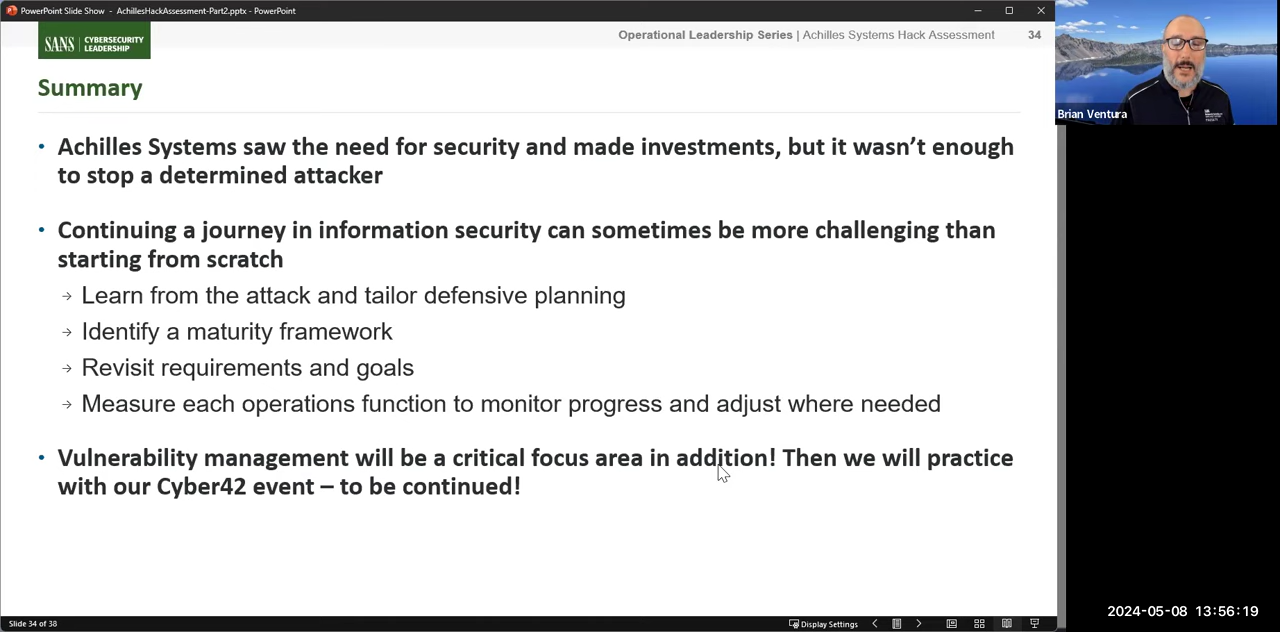 PowerPoint Slide Show - AchillesHackAssessment-Part2.pptx - PowerPoint
SANS | CYBERSECURITY LEADERSHIP
Operational Leadership Series | Achilles Systems Hack Assessment 34
Summary
• Achilles Systems saw the need for security and made investments, but it wasn’t enough
to stop a determined attacker
• Continuing a journey in information security can sometimes be more challenging than
starting from scratch
→ Learn from the attack and tailor defensive planning
→ Identify a maturity framework
→ Revisit requirements and goals
→ Measure each operations function to monitor progress and adjust where needed
• Vulnerability management will be a critical focus area in addition! Then we will practice
with our Cyber42 event – to be continued!
Brian Ventura
Slide 34 of 38
Display Settings
2024-05-08 13:56:19